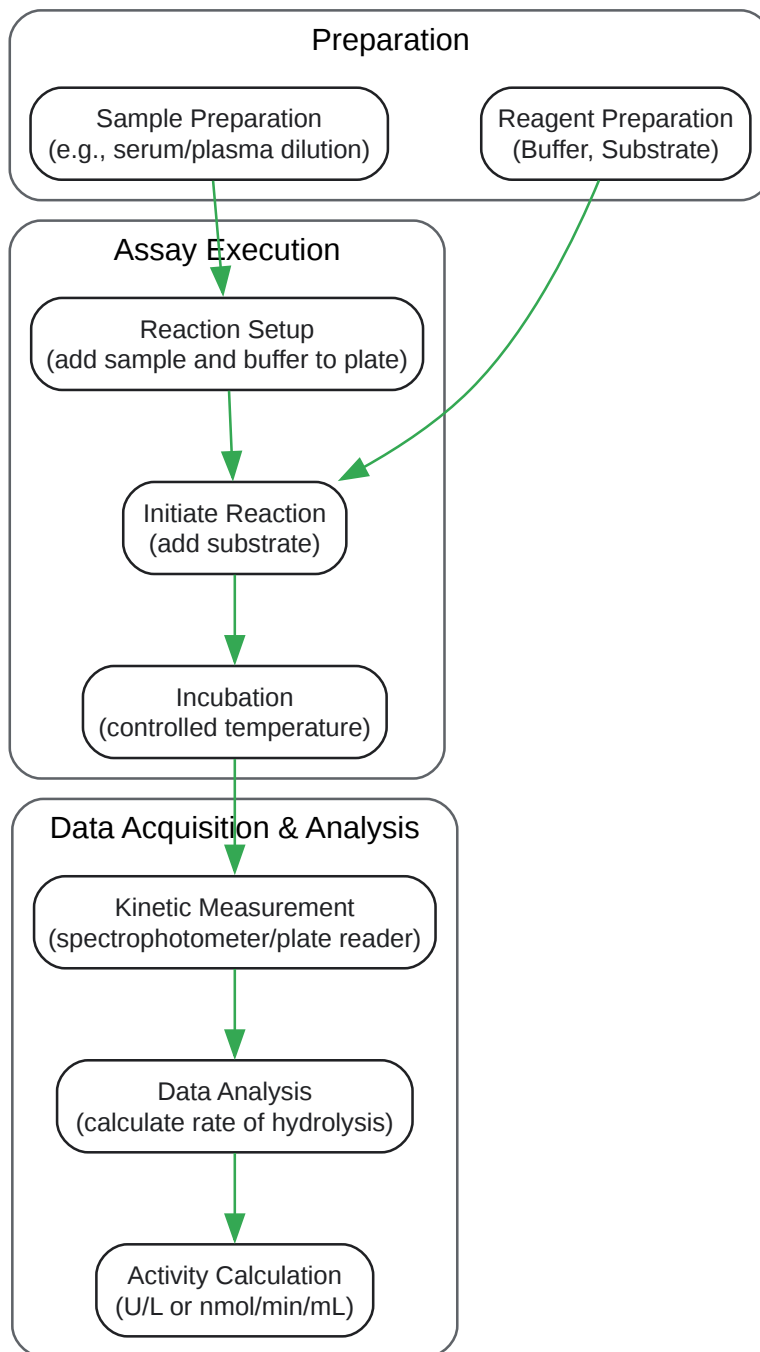 Preparation
Sample Preparation
(e.g., serum/plasma dilution)
Reagent Preparation
(Buffer, Substrate)
Assay Execution
Reaction Setup
(add sample and buffer to plate)
Initiate Reaction
(add substrate)
Incubation
(controlled temperature)
Data Acquisition & Analysis
Kinetic Measurement
(spectrophotometer/plate reader)
Data Analysis
(calculate rate of hydrolysis)
Activity Calculation
(U/L or nmol/min/mL)